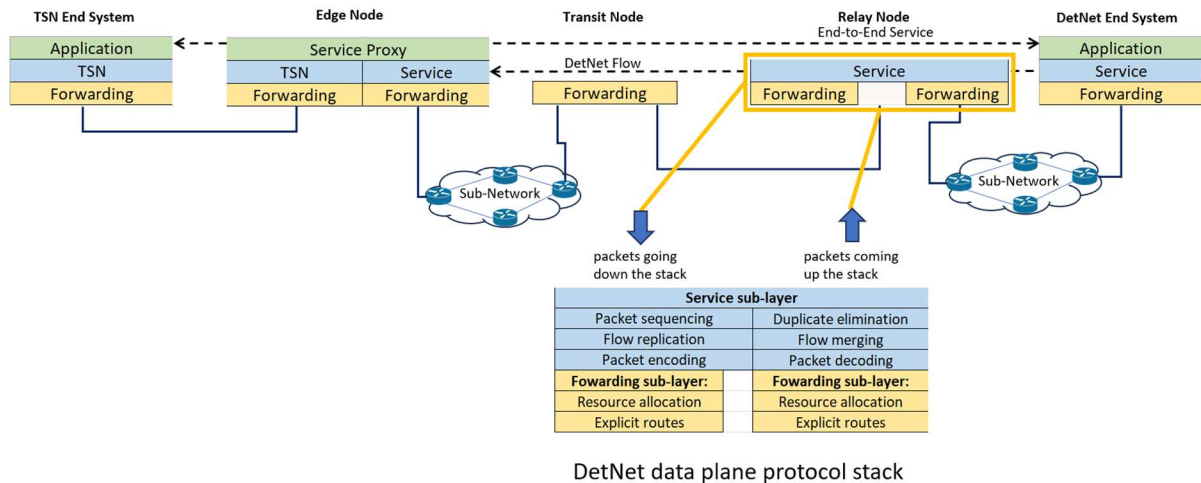 TSN End System
Edge Node
Transit Node
Relay Node
DetNet End System
End-to-End Service
Application
Service Proxy
Application
TSN
TSN
Service
DetNet Flow
Service
Service
Forwarding
Forwarding
Forwarding
Forwarding
Forwarding
Forwarding
Forwarding
Sub-Network
Sub-Network
packets going
down the stack
packets coming
up the stack
Service sub-layer
Packet sequencing
Duplicate elimination
Flow replication
Flow merging
Packet encoding
Packet decoding
Fowarding sub-layer:
Fowarding sub-layer:
Resource allocation
Resource allocation
Explicit routes
Explicit routes
DetNet data plane protocol stack